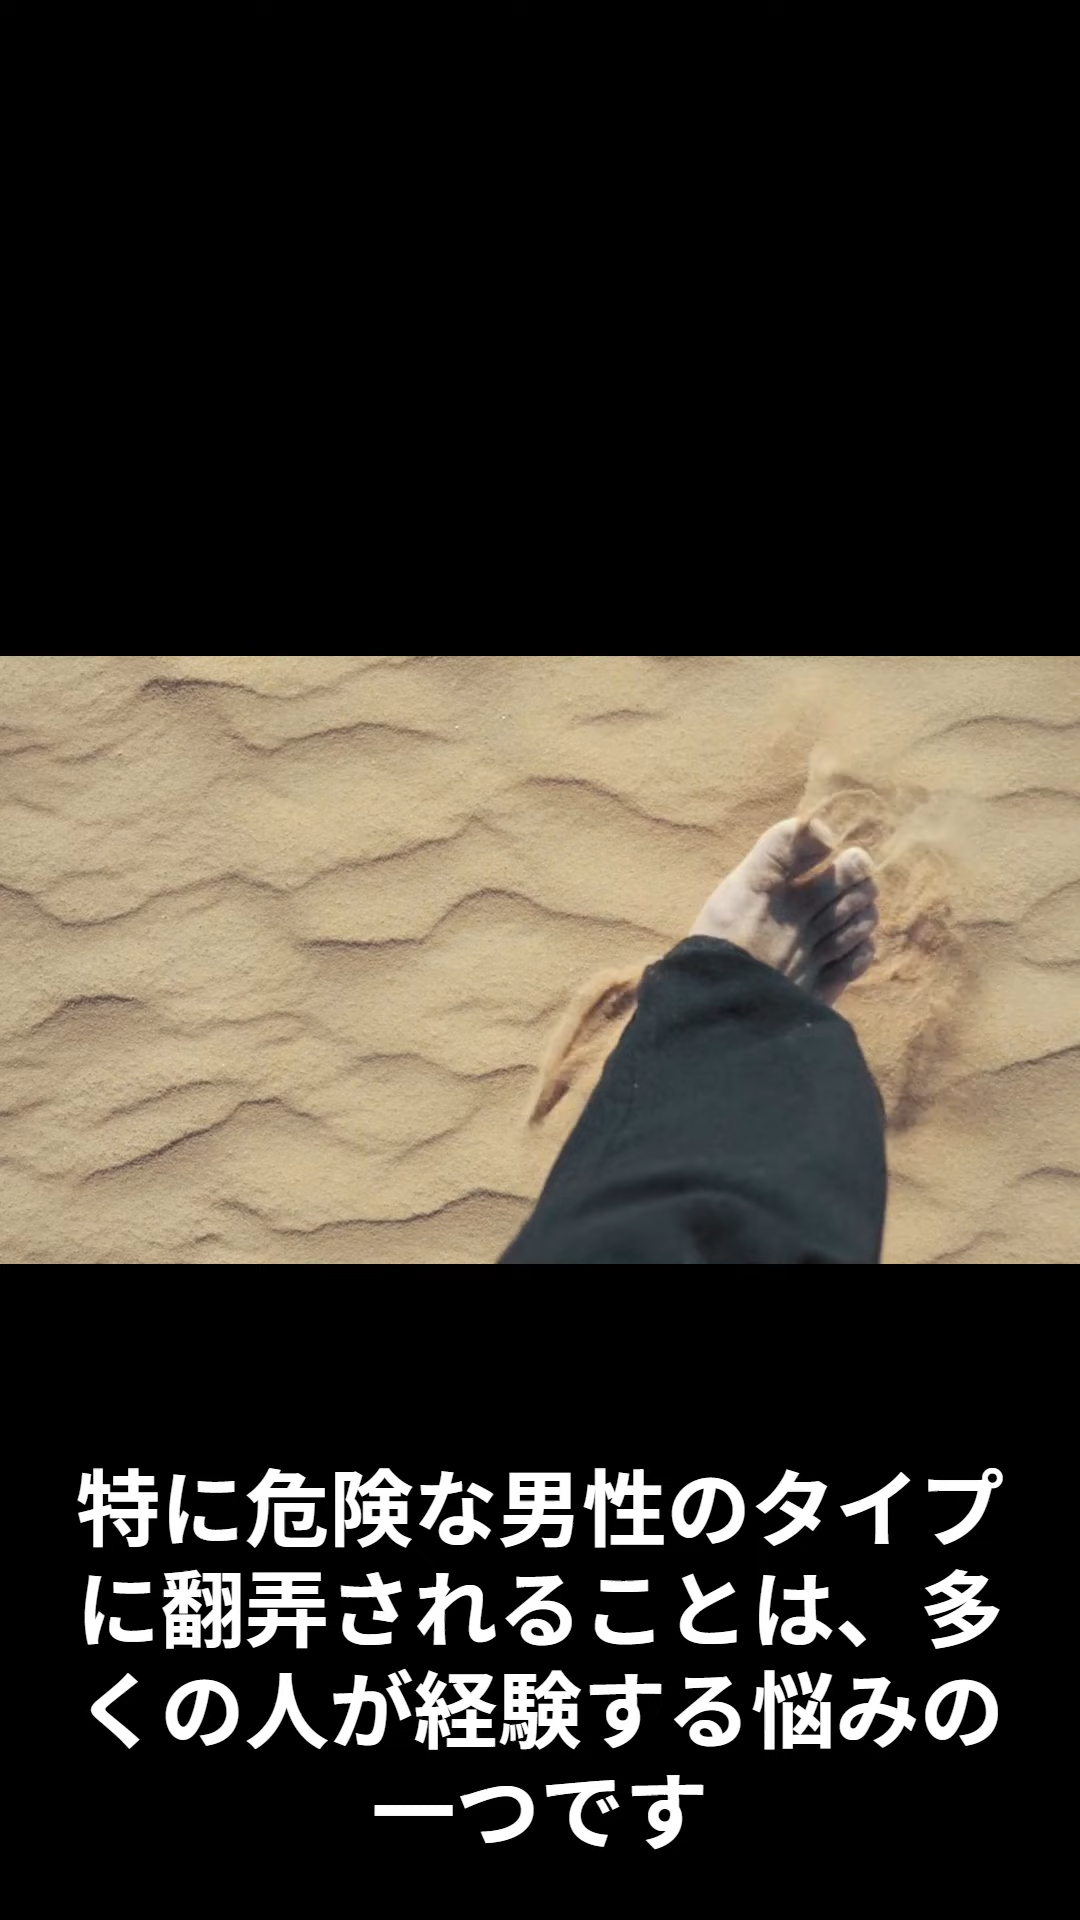 特に危険な男性のタイプ
に翻弄されることは、多
くの人が経験する悩みの
一つです